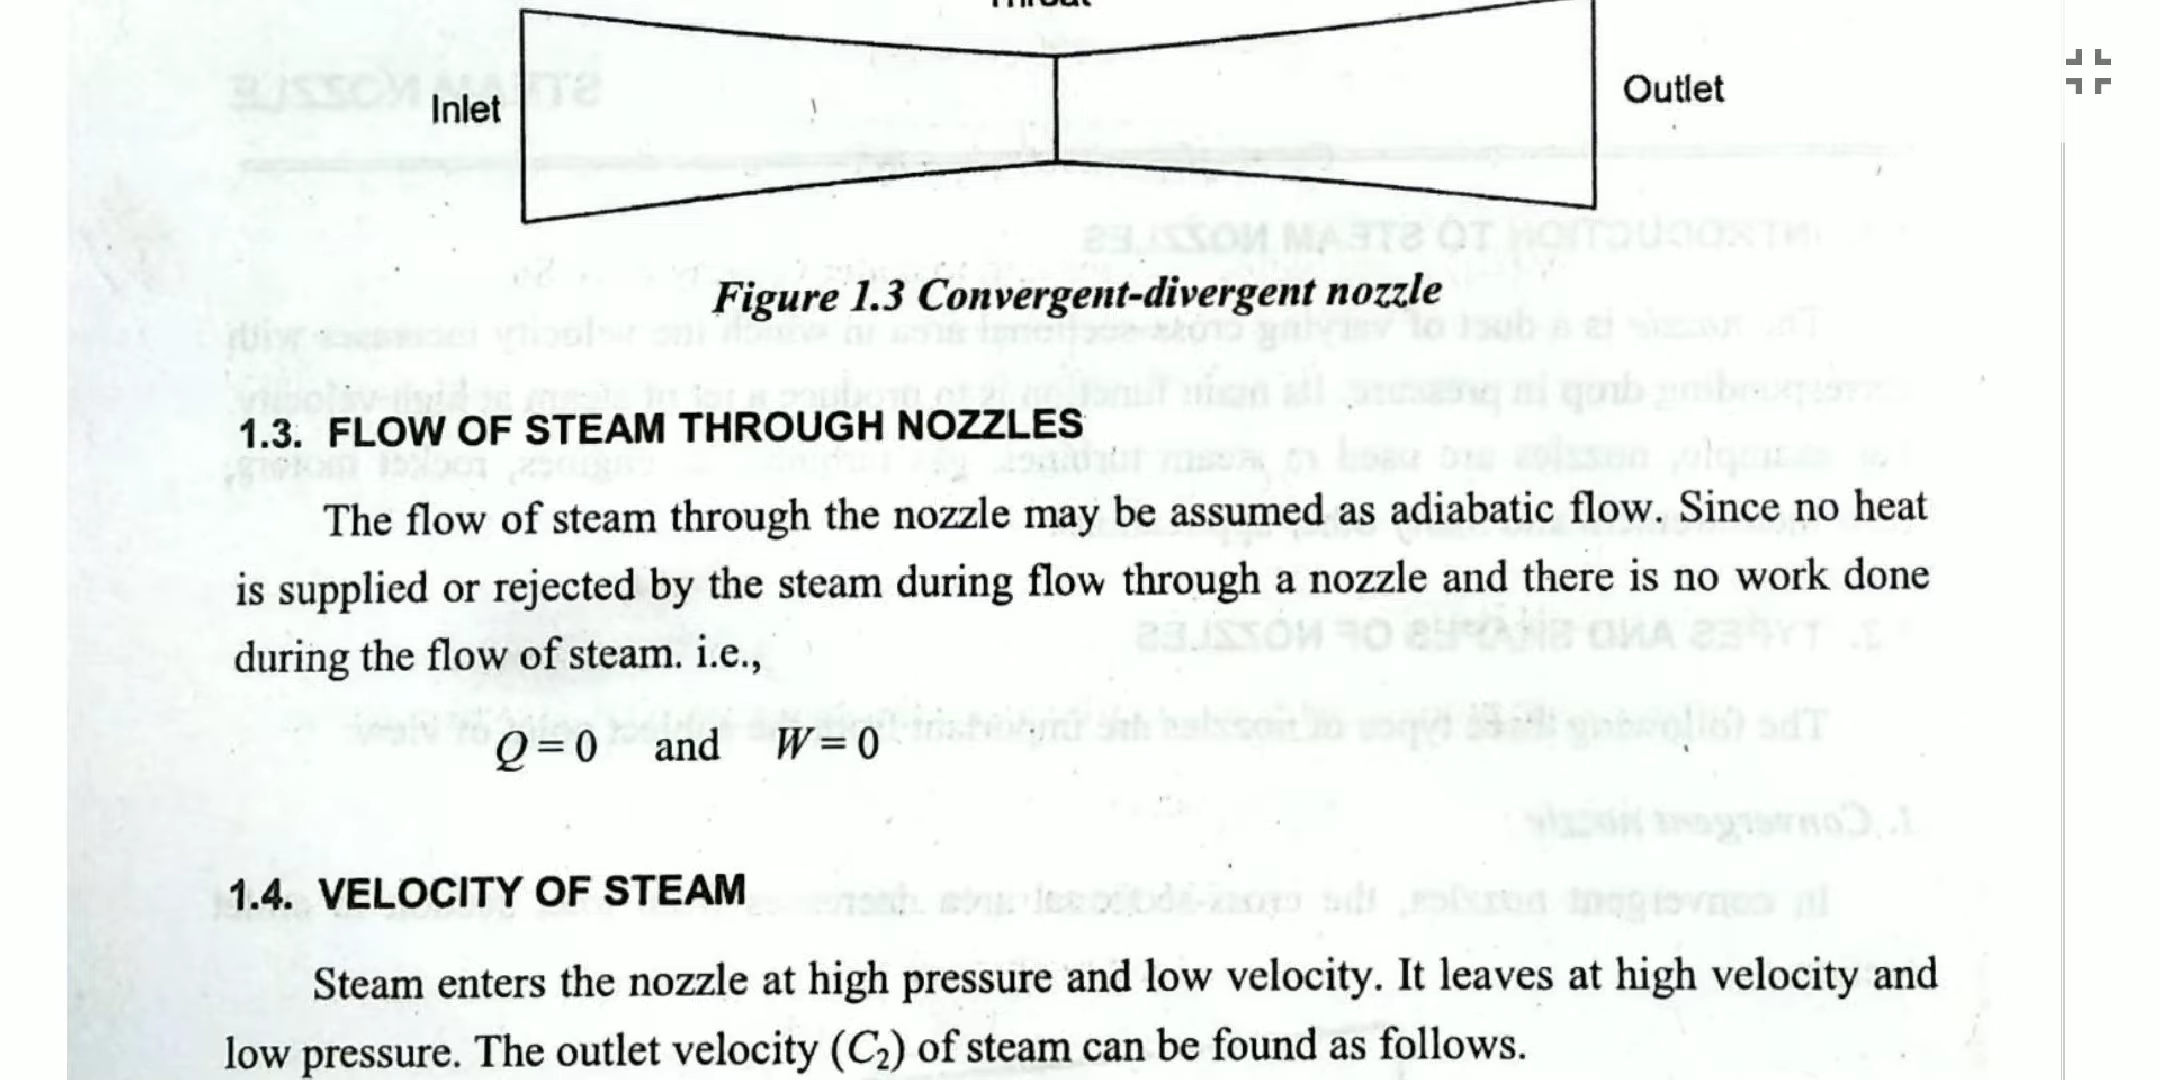 Inlet
Outlet
Figure 1.3 Convergent-divergent nozzle
1.3. FLOW OF STEAM THROUGH NOZZLES
The flow of steam through the nozzle may be assumed as adiabatic flow. Since no heat
is supplied or rejected by the steam during flow through a nozzle and there is no work done
during the flow of steam. i.e.,
Q = 0 and W = 0
1.4. VELOCITY OF STEAM
Steam enters the nozzle at high pressure and low velocity. It leaves at high velocity and
low pressure. The outlet velocity (C₂) of steam can be found as follows.